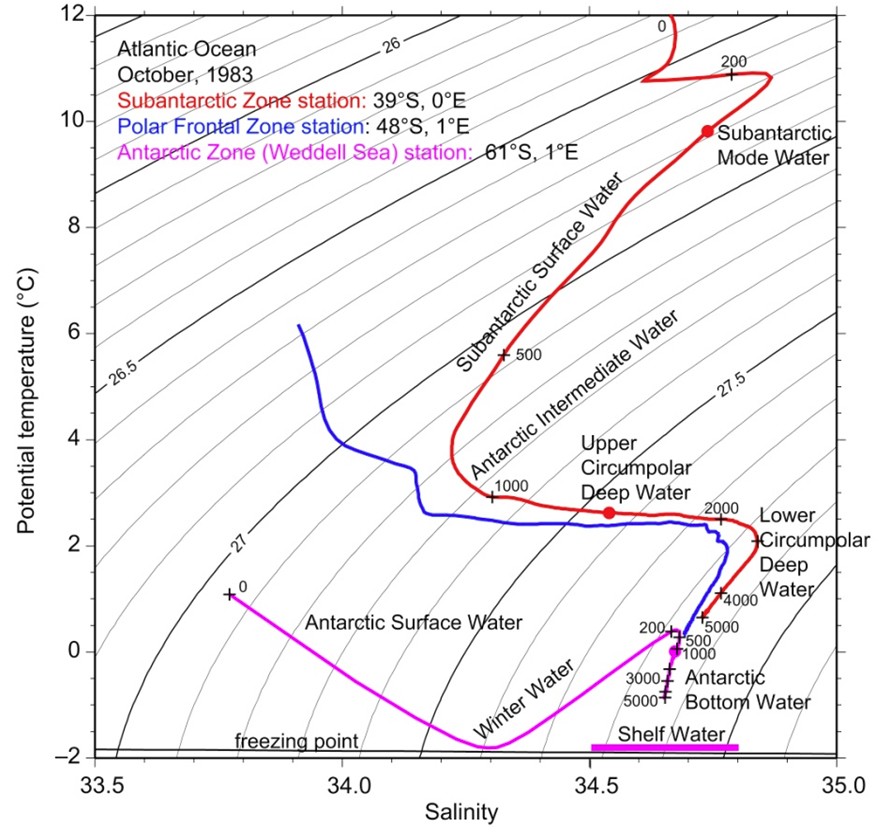 12
10
8
6
4
2
0
−2
33.5
34.0
34.5
35.0
Potential temperature (°C)
Salinity
Atlantic Ocean
October, 1983
Subantarctic Zone station: 39°S, 0°E
Polar Frontal Zone station: 48°S, 1°E
Antarctic Zone (Weddell Sea) station: 61°S, 1°E
26
0
200
Subantarctic
Mode Water
Subantarctic Surface Water
26.5
500
Antarctic Intermediate Water
27.5
Upper
Circumpolar
Deep Water
1000
2000
Lower
Circumpolar
Deep
Water
27
0
4000
Antarctic Surface Water
200
5000
500
1000
Winter Water
3000
Antarctic
Bottom Water
5000
Shelf Water
freezing point